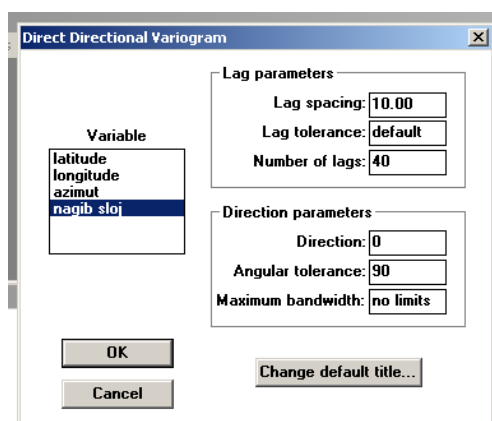 Direct Directional Variogram
Variable
latitude
longitude
azimut
nagib sloj
Lag parameters
Lag spacing: 10.00
Lag tolerance: default
Number of lags: 40
Direction parameters
Direction: 0
Angular tolerance: 90
Maximum bandwidth: no limits
OK
Cancel
Change default title...